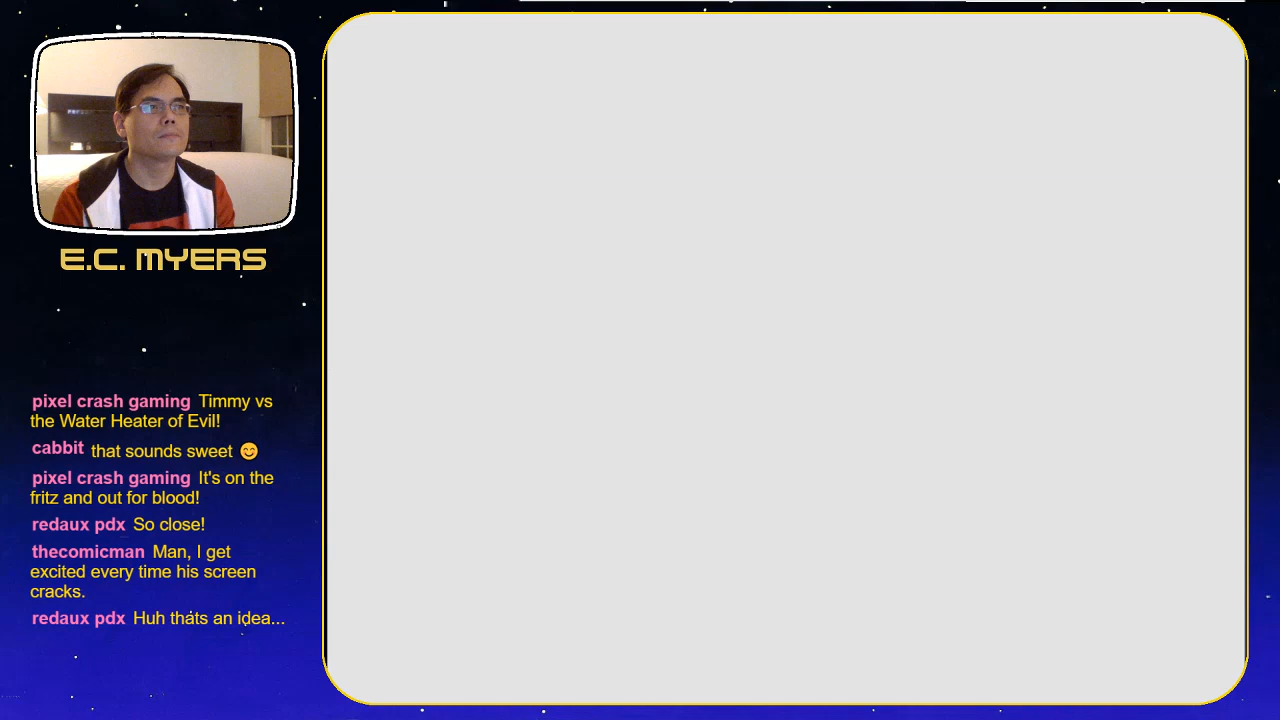 E.C. MYERS
pixel crash gaming Timmy vs
the Water Heater of Evil!
cabbit that sounds sweet 😊
pixel crash gaming It's on the
fritz and out for blood!
redaux pdx So close!
thecomicman Man, I get
excited every time his screen
cracks.
redaux pdx Huh thats an idea...